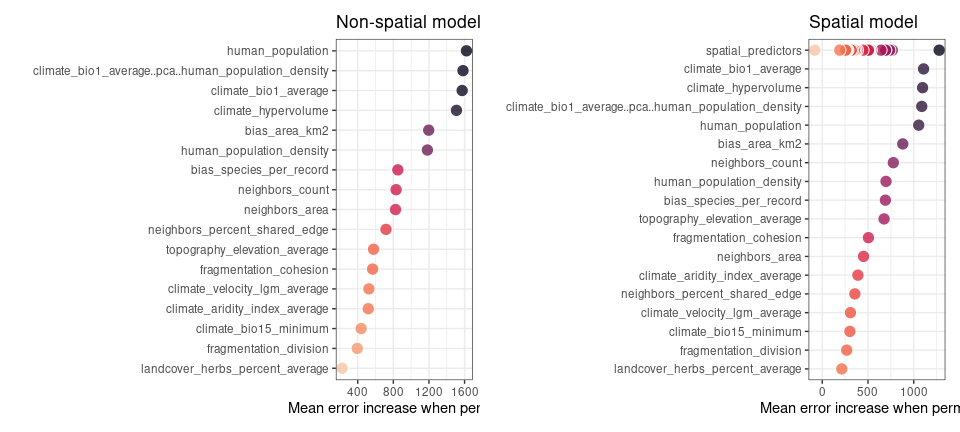 Non-spatial model
human_population
climate_bio1_average..pca..human_population_density
climate_bio1_average
climate_hypervolume
bias_area_km2
human_population_density
bias_species_per_record
neighbors_count
neighbors_area
neighbors_percent_shared_edge
topography_elevation_average
fragmentation_cohesion
climate_velocity_lgm_average
climate_aridity_index_average
climate_bio15_minimum
fragmentation_division
landcover_herbs_percent_average
400 800 1200 1600
Mean error increase when per
Spatial model
spatial_predictors
climate_bio1_average
climate_hypervolume
climate_bio1_average..pca..human_population_density
human_population
bias_area_km2
neighbors_count
human_population_density
bias_species_per_record
topography_elevation_average
fragmentation_cohesion
neighbors_area
climate_aridity_index_average
neighbors_percent_shared_edge
climate_velocity_lgm_average
climate_bio15_minimum
fragmentation_division
landcover_herbs_percent_average
0 500 1000
Mean error increase when perm